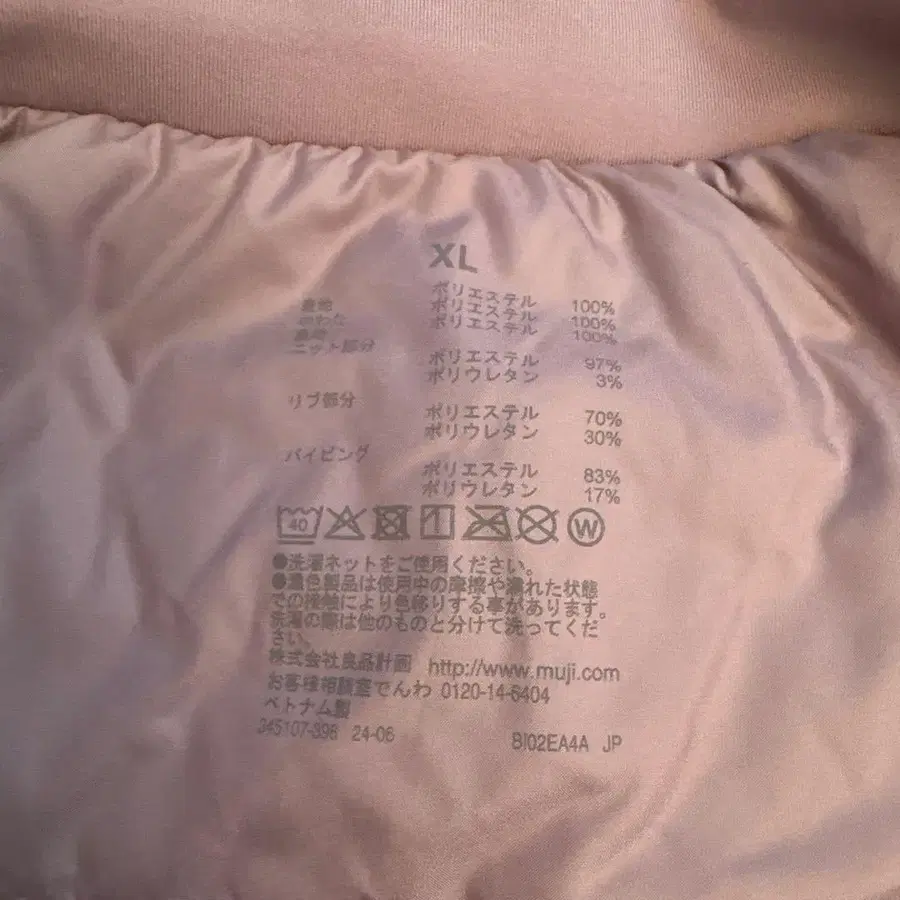 XL
ポリエステル 100%
ポリエステル 100%
ポリエステル 100%
ニット部分
ポリエステル 97%
ポリウレタン 3%
リブ部分
ポリエステル 70%
ポリウレタン 30%
パイピング
ポリエステル 83%
ポリウレタン 17%
40 W
●洗濯ネットをご使用ください。
●濃色製品は使用中の摩擦や濡れた状態
での接触により色移りする事があります。
洗濯の際は他のものと分けて洗ってくだ
さい。
株式会社良品計画 http://www.muji.com
お客様相談室でんわ 0120-14-6404
ベトナム製
24-06 BI02EA4A JP